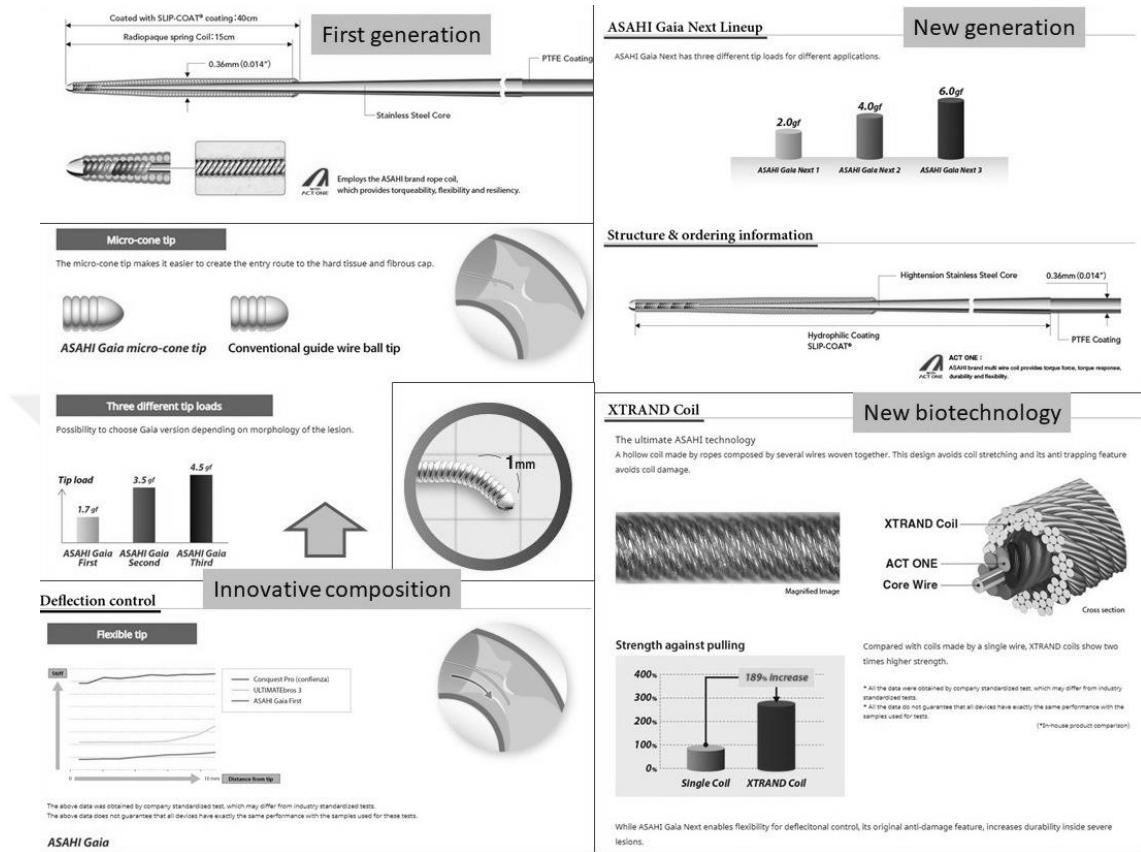 Coated with SLIP-COAT® coating:40cm
First generation
Radiopaque spring Coil:15cm
0.36mm(0.014")
PTFE Coating
Stainless Steel Core
with
ACT ONE
Employs the ASAHI brand rope coil,
which provides torqueability, flexibility and resiliency.
Micro-cone tip
The micro-cone tip makes it easier to create the entry route to the hard tissue and fibrous cap.
ASAHI Gaia micro-cone tip
Conventional guide wire ball tip
Three different tip loads
Possibility to choose Gaia version depending on morphology of the lesion.
Tip load
1.7 gf
3.5 gf
4.5 gf
ASAHI Gaia First
ASAHI Gaia Second
ASAHI Gaia Third
1mm
Innovative composition
Deflection control
Flexible tip
Stiff
Conquest Pro (confienza)
ULTIMATEbros 3
ASAHI Gaia First
0
10 mm
Distance from tip
The above data was obtained by company standardized test, which may differ from industry standardized tests.
The above data does not guarantee that all devices have exactly the same performance with the samples used for these tests.
ASAHI Gaia
ASAHI Gaia Next Lineup
New generation
ASAHI Gaia Next has three different tip loads for different applications.
2.0gf
4.0gf
6.0gf
ASAHI Gaia Next 1
ASAHI Gaia Next 2
ASAHI Gaia Next 3
Structure & ordering information
Hightension Stainless Steel Core
0.36mm(0.014")
Hydrophilic Coating
SLIP-COAT®
PTFE Coating
with
ACT ONE
ACT ONE :
ASAHI brand multi wire coil provides torque force, torque response,
durability and flexibility.
XTRAND Coil
New biotechnology
The ultimate ASAHI technology
A hollow coil made by ropes composed by several wires woven together. This design avoids coil stretching and its anti trapping feature
avoids coil damage.
Magnified Image
XTRAND Coil
ACT ONE
Core Wire
Cross section
Strength against pulling
400%
300%
200%
100%
0%
189% increase
Single Coil
XTRAND Coil
Compared with coils made by a single wire, XTRAND coils show two
times higher strength.
* All the data were obtained by company standardized test, which may differ from industry
standardized tests.
* All the data do not guarantee that all devices have exactly the same performance with the
samples used for tests.
(*In-house product comparison)
While ASAHI Gaia Next enables flexibility for deflecitonal control, its original anti-damage feature, increases durability inside severe
lesions.